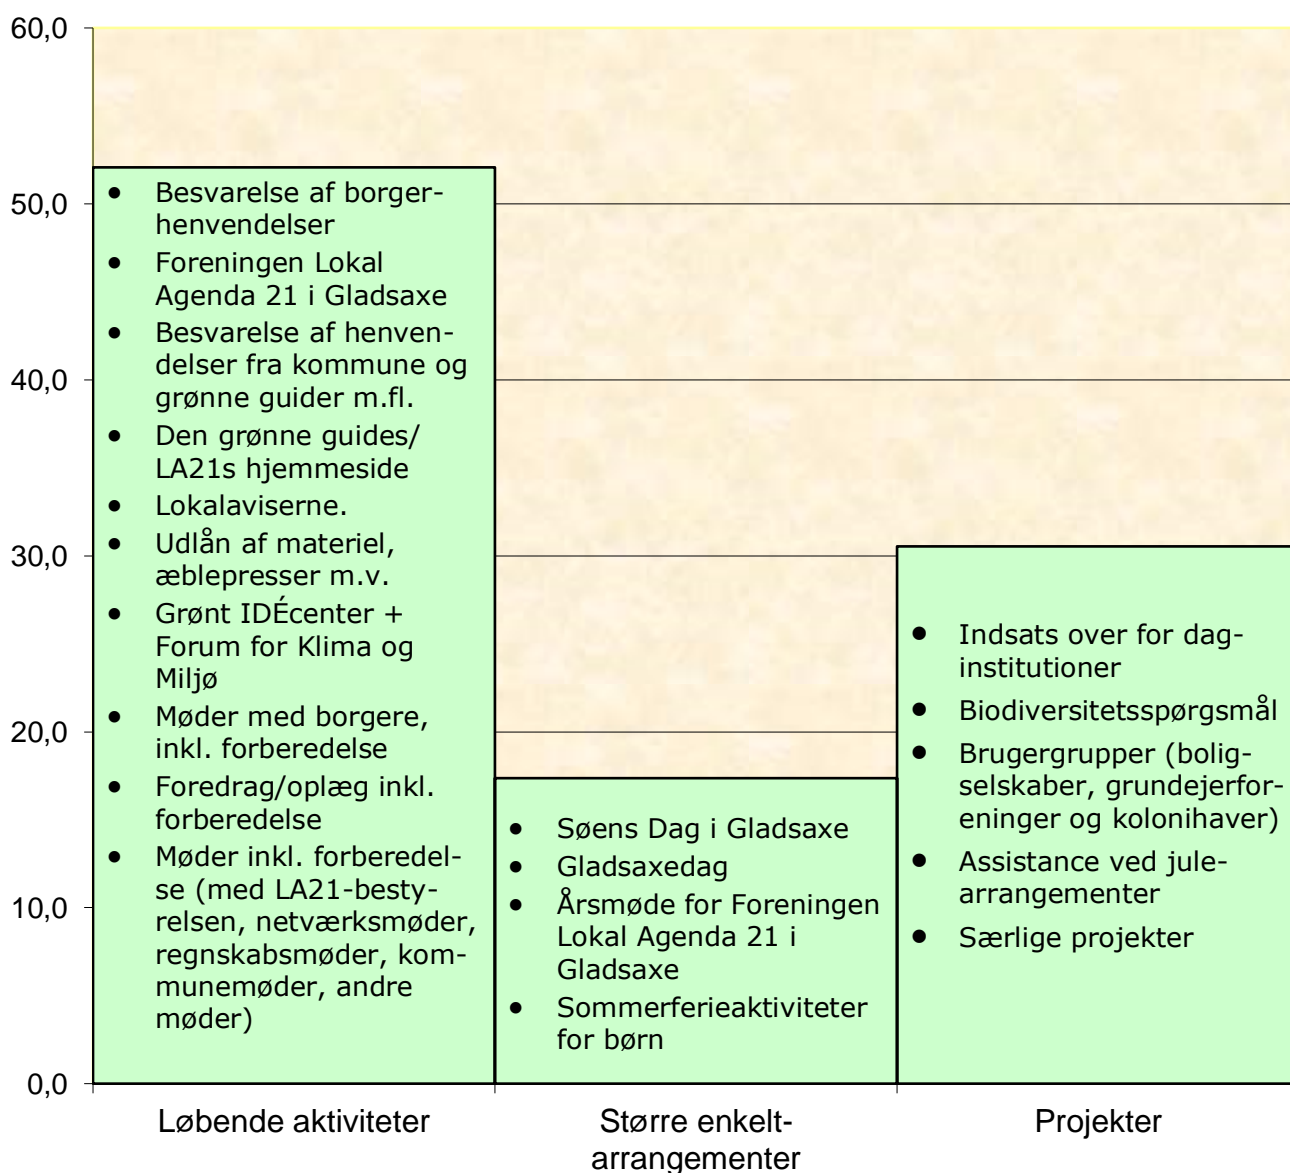 60,0
50,0
40,0
30,0
20,0
10,0
0,0
• Besvarelse af borger-
henvendelser
• Foreningen Lokal
Agenda 21 i Gladsaxe
• Besvarelse af henven-
delser fra kommune og
grønne guider m.fl.
• Den grønne guides/
LA21s hjemmeside
• Lokalaviserne.
• Udlån af materiel,
æblepresser m.v.
• Grønt IDÉcenter +
Forum for Klima og
Miljø
• Møder med borgere,
inkl. forberedelse
• Foredrag/oplæg inkl.
forberedelse
• Møder inkl. forberedel-
se (med LA21-besty-
relsen, netværksmøder,
regnskabsmøder, kom-
munemøder, andre
møder)
• Søens Dag i Gladsaxe
• Gladsaxedag
• Årsmøde for Foreningen
Lokal Agenda 21 i
Gladsaxe
• Sommerferieaktiviteter
for børn
• Indsats over for dag-
institutioner
• Biodiversitetsspørgsmål
• Brugergrupper (bolig-
selskaber, grundejerfor-
eninger og kolonihaver)
• Assistance ved jule-
arrangementer
• Særlige projekter
Løbende aktiviteter
Større enkelt-
arrangementer
Projekter